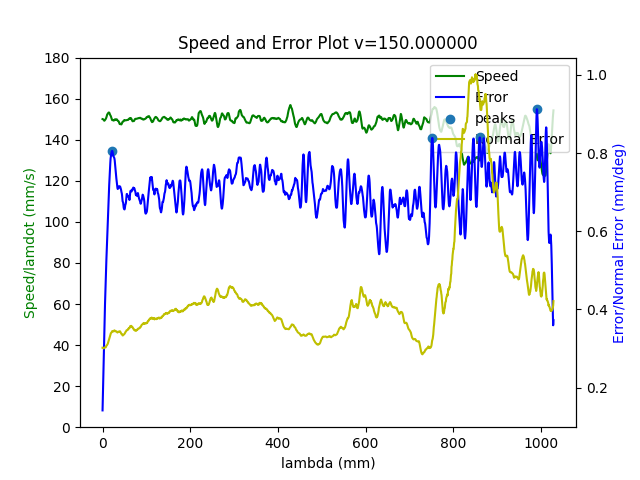 Speed and Error Plot v=150.000000
Speed
Error
peaks
Normal Error
Speed/lamdot (mm/s)
180
160
140
120
100
80
60
40
20
0
1.0
0.8
0.6
0.4
0.2
Error/Normal Error (mm/deg)
0 200 400 600 800 1000
lambda (mm)